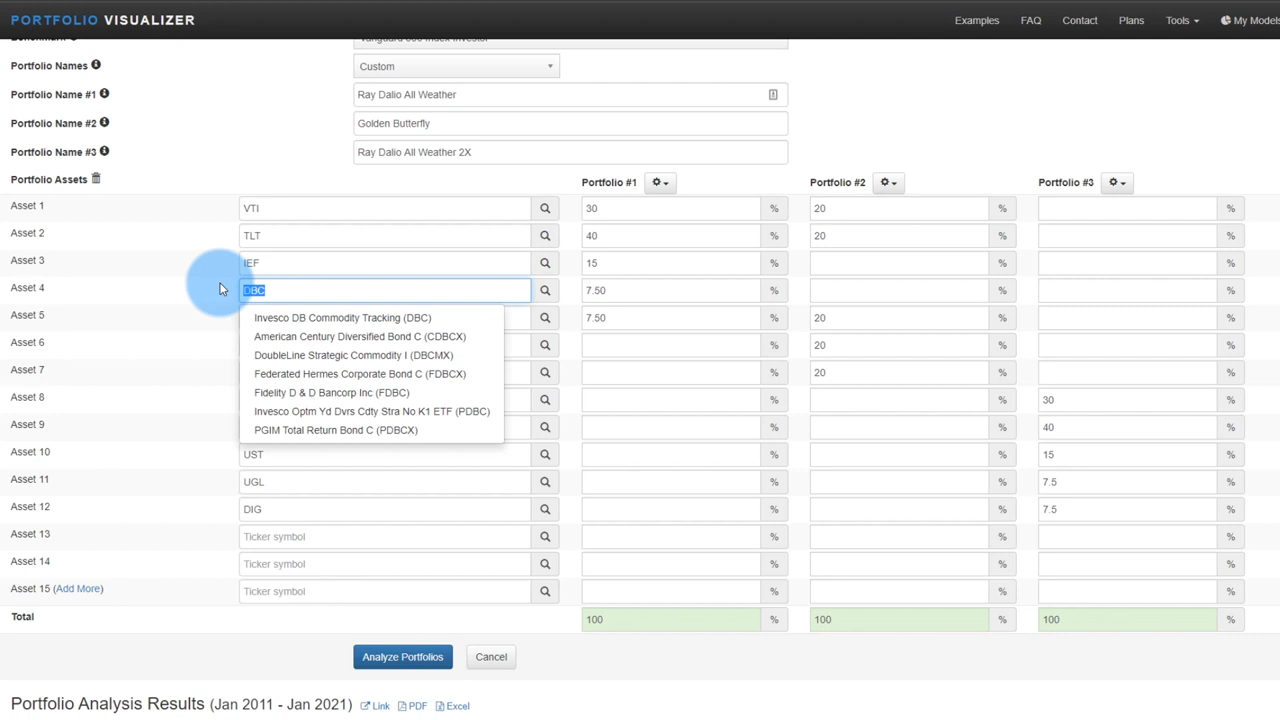 PORTFOLIO VISUALIZER Examples FAQ Contact Plans Tools My Models
Portfolio Names Custom
Portfolio Name #1 Ray Dalio All Weather
Portfolio Name #2 Golden Butterfly
Portfolio Name #3 Ray Dalio All Weather 2X
Portfolio Assets Portfolio #1 Portfolio #2 Portfolio #3
Asset 1 VTI 30 % 20 % %
Asset 2 TLT 40 % 20 % %
Asset 3 IEF 15 % % %
Asset 4 DBC 7.50 % % %
Asset 5 7.50 % 20 % %
Asset 6 % 20 % %
Asset 7 % 20 % %
Asset 8 % % 30 %
Asset 9 % % 40 %
Invesco DB Commodity Tracking (DBC)
American Century Diversified Bond C (CDBCX)
DoubleLine Strategic Commodity I (DBCMX)
Federated Hermes Corporate Bond C (FDBCX)
Fidelity D & D Bancorp Inc (FDBC)
Invesco Optm Yd Dvrs Cdty Stra No K1 ETF (PDBC)
PGIM Total Return Bond C (PDBCX)
Asset 10 UST % % 15 %
Asset 11 UGL % % 7.5 %
Asset 12 DIG % % 7.5 %
Asset 13 Ticker symbol % % %
Asset 14 Ticker symbol % % %
Asset 15 (Add More) Ticker symbol % % %
Total 100 % 100 % 100 %
Analyze Portfolios Cancel
Portfolio Analysis Results (Jan 2011 - Jan 2021) Link PDF Excel